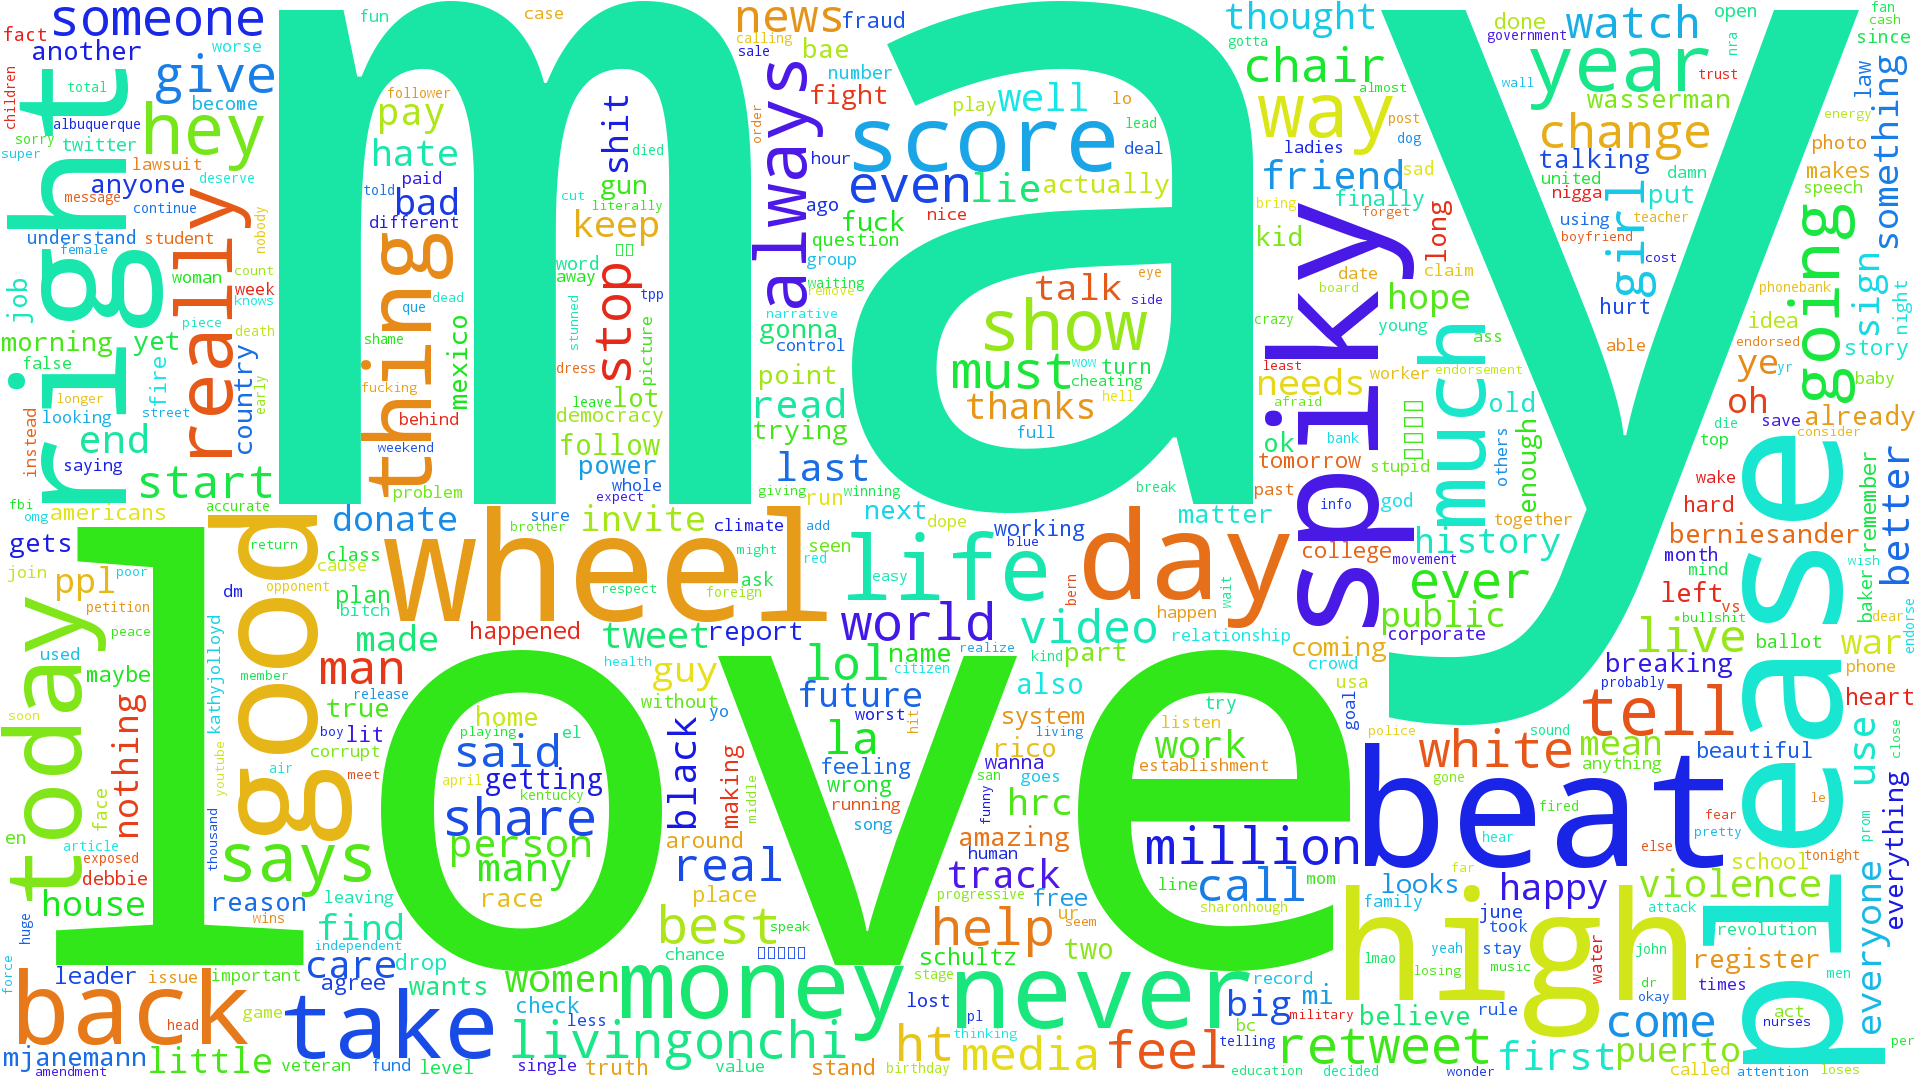 may
love
wheel
day
beat
high
please
right
good
spiky
life
money
never
back
take
today
score
year
way
hey
someone
give
news
thought
watch
chair
change
always
really
thing
show
must
even
lie
well
talk
thanks
read
last
stop
keep
bad
hate
pay
shit
gun
fight
fraud
bae
number
actually
fuck
friend
kid
hope
needs
much
girl
going
something
put
talking
wasserman
finally
long
history
ever
public
video
world
tweet
report
invite
donate
man
made
plan
says
said
share
getting
person
many
race
home
guy
lol
name
future
la
black
real
best
help
track
hrc
rico
work
million
call
white
tell
live
war
breaking
mean
use
beautiful
everything
everyone
violence
happy
looks
school
register
come
puerto
first
retweet
believe
big
mi
feel
media
ht
livingonchi
women
care
find
agree
little
mjanemann
leader
house
reason
nothing
maybe
ppl
gets
start
end
morning
yet
job
country
mexico
another
anyone
understand
student
become
twitter
lawsuit
albuquerque
fact
worse
children
total
sorry
super
message
deserve
continue
female
nobody
woman
count
week
knows
piece
death
false
fire
longer
looking
street
early
instead
saying
fbi
omg
americans
accurate
fun
case
follower
calling
sale
order
paid
told
different
died
cut
literally
word
away
que
dead
shame
stunned
tpp
fucking
dress
picture
leave
lot
behind
democracy
weekend
follow
power
problem
whole
expect
hour
ago
nice
question
group
waiting
remove
narrative
gonna
control
point
trying
giving
run
winning
play
lo
lead
deal
eye
side
wow
turn
cheating
hell
full
break
next
dope
working
blue
matter
gotta
almost
post
dog
ladies
sad
bring
forget
date
claim
board
crazy
young
ass
least
worker
endorsement
afraid
old
ok
bank
tomorrow
stupid
others
enough
past
info
god
together
college
movement
corporate
done
government
open
nra
fan
cash
since
trust
wall
law
energy
photo
makes
speech
damn
united
nigga
using
teacher
boyfriend
cost
hurt
phonebank
sign
night
idea
endorsed
story
able
ye
yr
baby
oh
save
already
die
top
consider
wake
hard
berniesander
remember
better
month
mind
baker
wish
left
vs
bullshit
dear
endorse
ballot
probably
phone
heart
join
poor
dm
petition
peace
used
kathyjolloyd
return
class
cause
opponent
bitch
brother
sure
climate
add
might
seen
red
ask
respect
foreign
easy
bern
wait
happen
happened
relationship
realize
health
citizen
kind
part
coming
crowd
usa
goal
member
release
true
without
yo
worst
hit
also
try
boy
lit
corrupt
playing
el
feeling
system
living
listen
establishment
soon
youtube
air
meet
april
kentucky
making
middle
wrong
running
song
san
goes
wanna
funny
amazing
human
police
sound
anything
gone
close
en
face
article
exposed
debbie
thousand
around
place
progressive
free
line
mom
sharonhough
fired
hear
far
else
fear
pretty
prom
le
tonight
huge
wins
leaving
independent
speak
chance
ur
seem
two
family
june
took
attack
yeah
stay
revolution
john
men
force
issue
important
drop
wants
schultz
stage
record
lmao
losing
music
water
dr
okay
times
act
nurses
head
game
check
less
lost
pl
thinking
bc
telling
military
rule
per
amendment
veteran
fund
level
single
truth
value
stand
birthday
education
decided
wonder
called
attention
loses